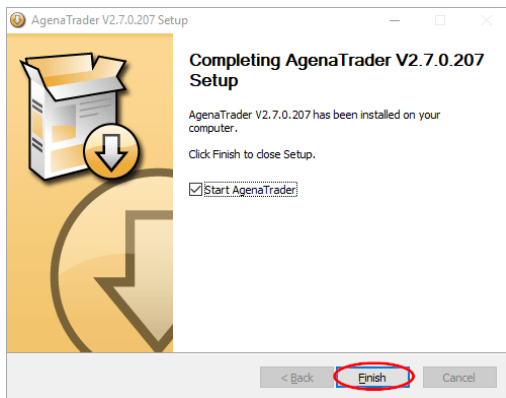 AgenaTrader V2.7.0.207 Setup
Completing AgenaTrader V2.7.0.207
Setup
AgenaTrader V2.7.0.207 has been installed on your
computer.
Click Finish to close Setup.
Start AgenaTrader
< Back
Finish
Cancel